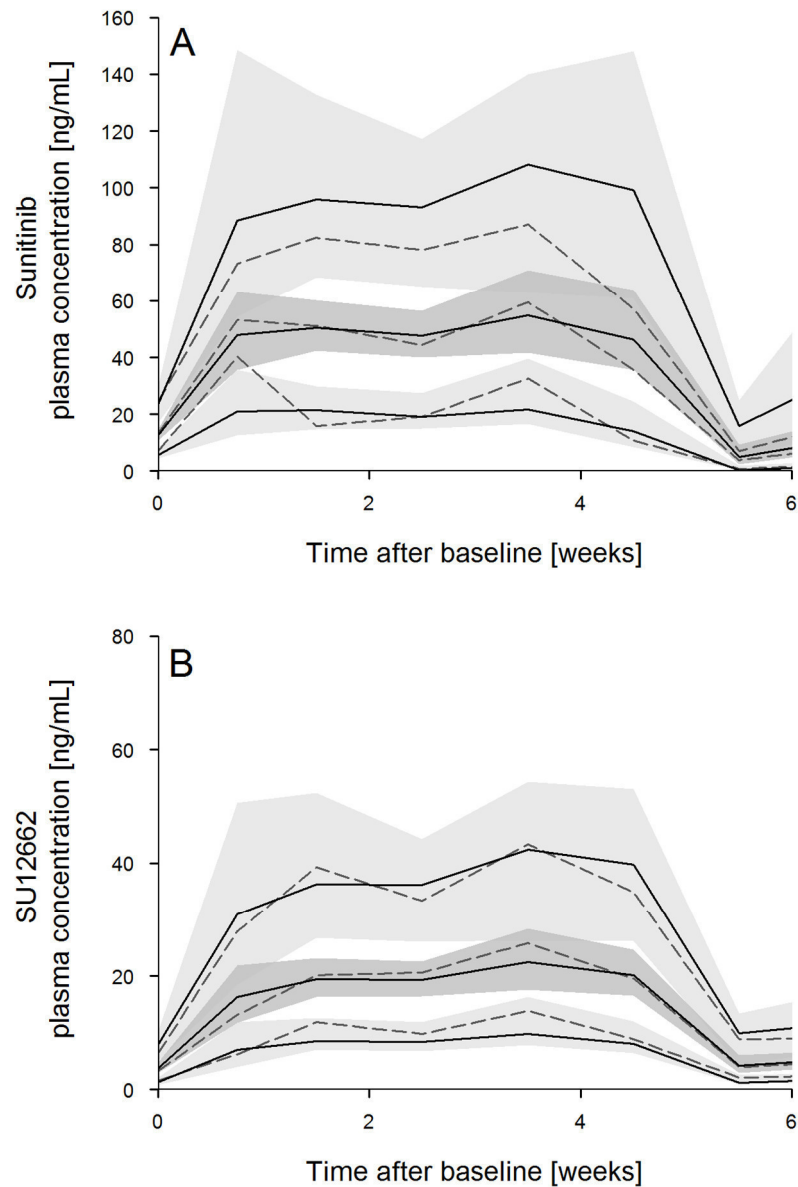 A
160
140
120
100
80
60
40
20
0
Sunitinib
plasma concentration [ng/mL]
0 2 4 6
Time after baseline [weeks]
B
80
60
40
20
0
SU12662
plasma concentration [ng/mL]
0 2 4 6
Time after baseline [weeks]